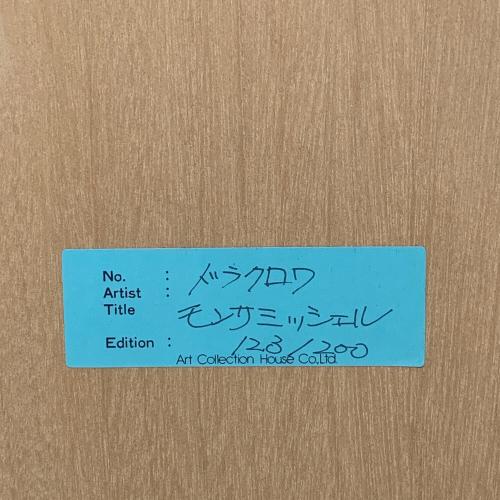 No. :
Artist : ドラクロワ
Title モンサミッシェル
Edition : 123/200
Art Collection House Co,Ltd.